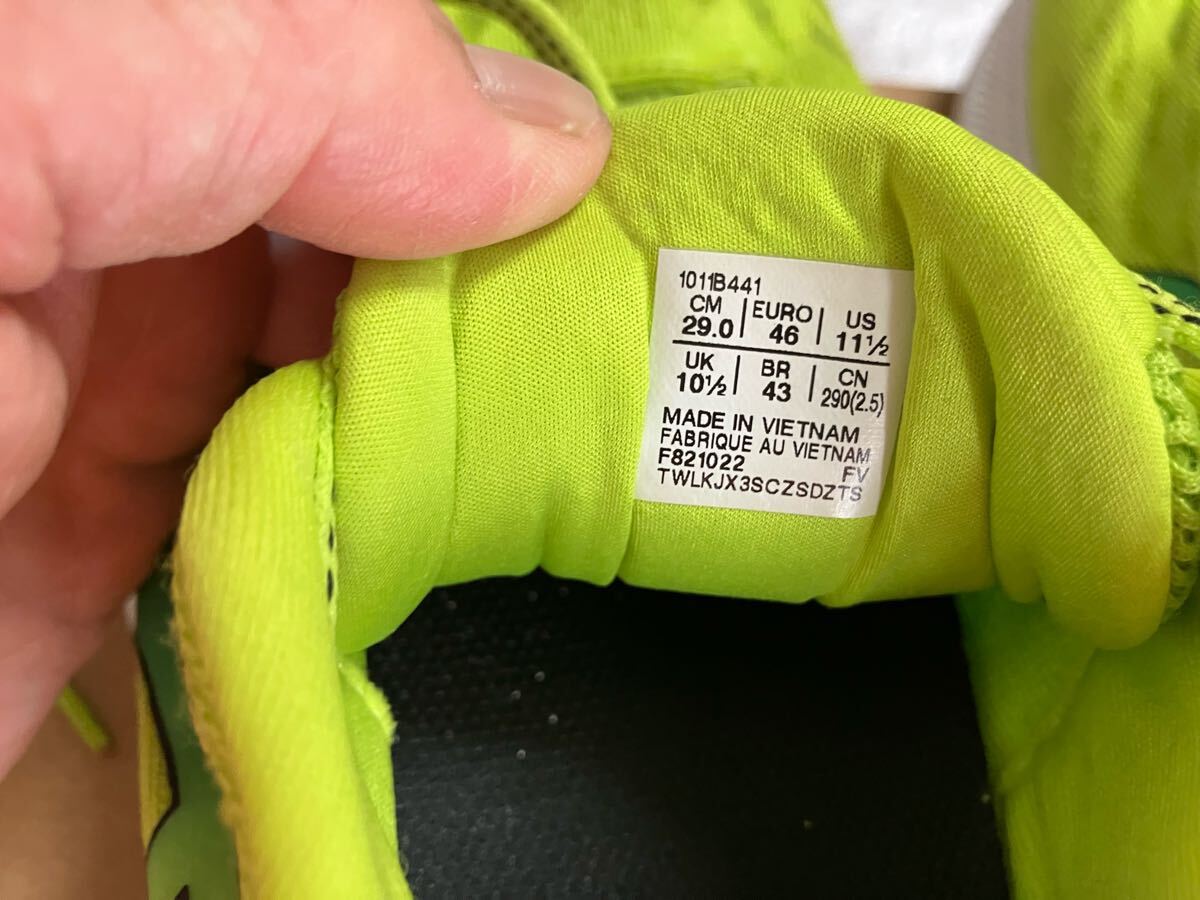 1011B441
CM EURO US
29.0 46 11½
UK BR CN
10½ 43 290(2.5)
MADE IN VIETNAM
FABRIQUE AU VIETNAM
F821022 FV
TWLKJX3SCZSDZTS